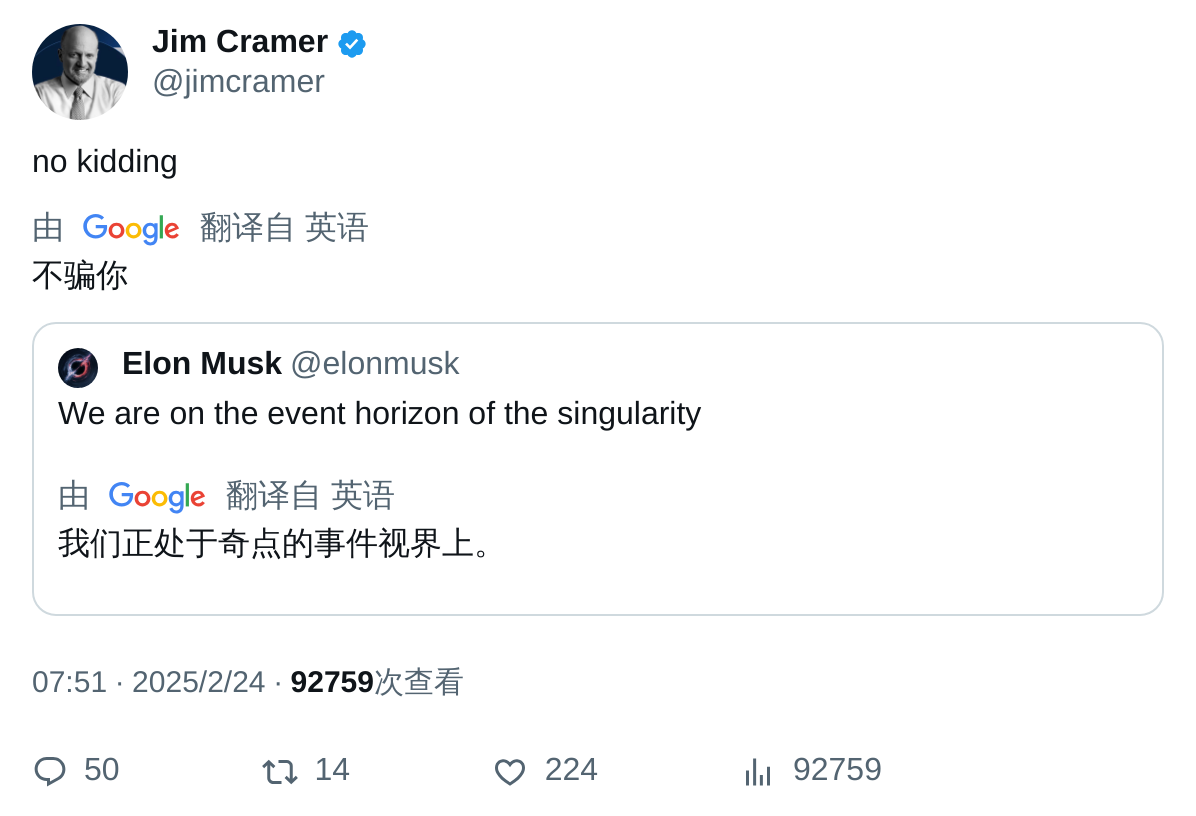 Jim Cramer
@jimcramer
no kidding
由 Google 翻译自 英语
不骗你
Elon Musk @elonmusk
We are on the event horizon of the singularity
由 Google 翻译自 英语
我们正处于奇点的事件视界上。
07:51 · 2025/2/24 · 92759次查看
50 14 224 92759